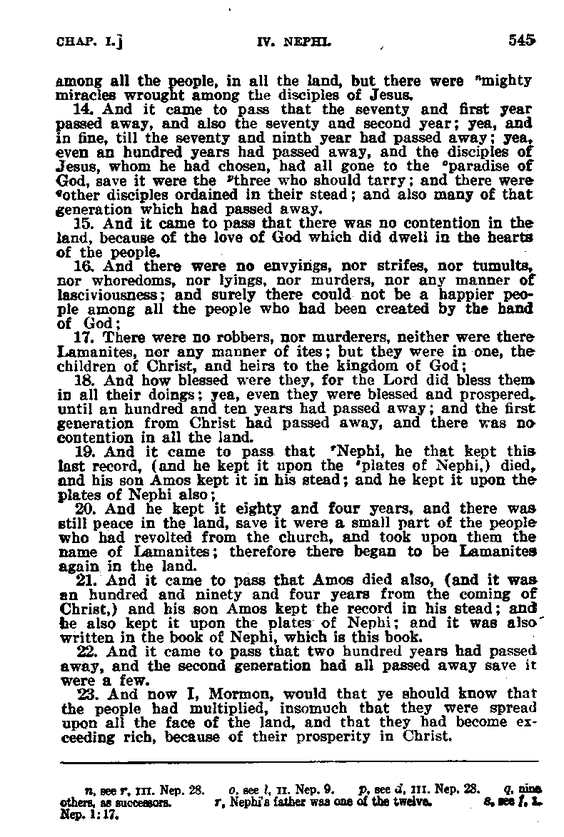 CHAP. I.] IV. NEPHI. 545
among all the people, in all the land, but there were ⁿmighty
miracles wrought among the disciples of Jesus.
14. And it came to pass that the seventy and first year
passed away, and also the seventy and second year; yea, and
in fine, till the seventy and ninth year had passed away; yea,
even an hundred years had passed away, and the disciples of
Jesus, whom he had chosen, had all gone to the ᵒparadise of
God, save it were the ᵖthree who should tarry; and there were
qother disciples ordained in their stead; and also many of that
generation which had passed away.
15. And it came to pass that there was no contention in the
land, because of the love of God which did dwell in the hearts
of the people.
16. And there were no envyings, nor strifes, nor tumults,
nor whoredoms, nor lyings, nor murders, nor any manner of
lasciviousness; and surely there could not be a happier peo-
ple among all the people who had been created by the hand
of God;
17. There were no robbers, nor murderers, neither were there
Lamanites, nor any manner of ites; but they were in one, the
children of Christ, and heirs to the kingdom of God;
18. And how blessed were they, for the Lord did bless them
in all their doings; yea, even they were blessed and prospered,
until an hundred and ten years had passed away; and the first
generation from Christ had passed away, and there was no
contention in all the land.
19. And it came to pass that ʳNephi, he that kept this
last record, (and he kept it upon the ˢplates of Nephi,) died,
and his son Amos kept it in his stead; and he kept it upon the
plates of Nephi also;
20. And he kept it eighty and four years, and there was
still peace in the land, save it were a small part of the people
who had revolted from the church, and took upon them the
name of Lamanites; therefore there began to be Lamanites
again in the land.
21. And it came to pass that Amos died also, (and it was
an hundred and ninety and four years from the coming of
Christ,) and his son Amos kept the record in his stead; and
he also kept it upon the plates of Nephi; and it was also
written in the book of Nephi, which is this book.
22. And it came to pass that two hundred years had passed
away, and the second generation had all passed away save it
were a few.
23. And now I, Mormon, would that ye should know that
the people had multiplied, insomuch that they were spread
upon all the face of the land, and that they had become ex-
ceeding rich, because of their prosperity in Christ.
n, see r, III. Nep. 28. o, see l, II. Nep. 9. p, see d, III. Nep. 28. q, nine
others, as successors. r, Nephi's father was one of the twelve. s, see f, I.
Nep. 1:17.